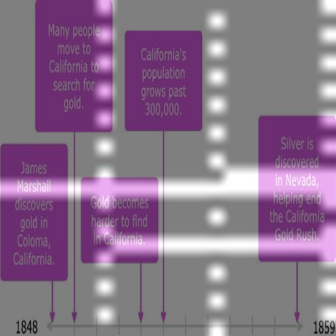 Many people
move to
California to
search for
gold.
California's
population
grows past
300,000.
James
Marshall
discovers
gold in
Coloma,
California.
Gold becomes
harder to find
in California.
Silver is
discovered
in Nevada,
helping end
the California
Gold Rush.
1848
1859